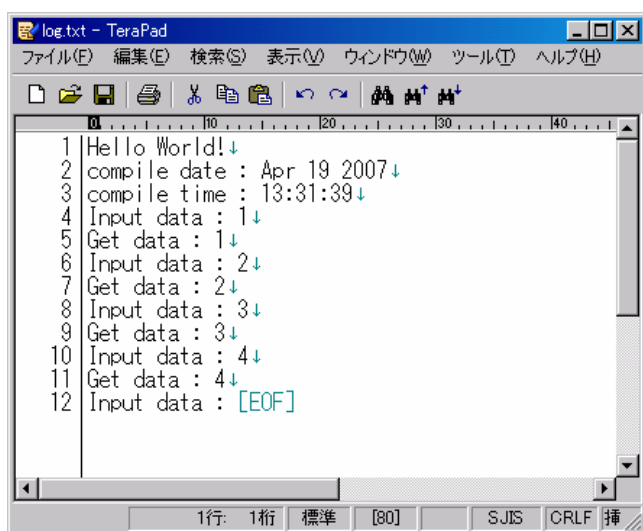 log.txt - TeraPad
ファイル(F) 編集(E) 検索(S) 表示(V) ウィンドウ(W) ツール(T) ヘルプ(H)
0 10 20 30 40
1 Hello World!↓
2 compile date : Apr 19 2007↓
3 compile time : 13:31:39↓
4 Input data : 1↓
5 Get data : 1↓
6 Input data : 2↓
7 Get data : 2↓
8 Input data : 3↓
9 Get data : 3↓
10 Input data : 4↓
11 Get data : 4↓
12 Input data : [EOF]
1行: 1桁 標準 [80] SJIS CRLF 挿